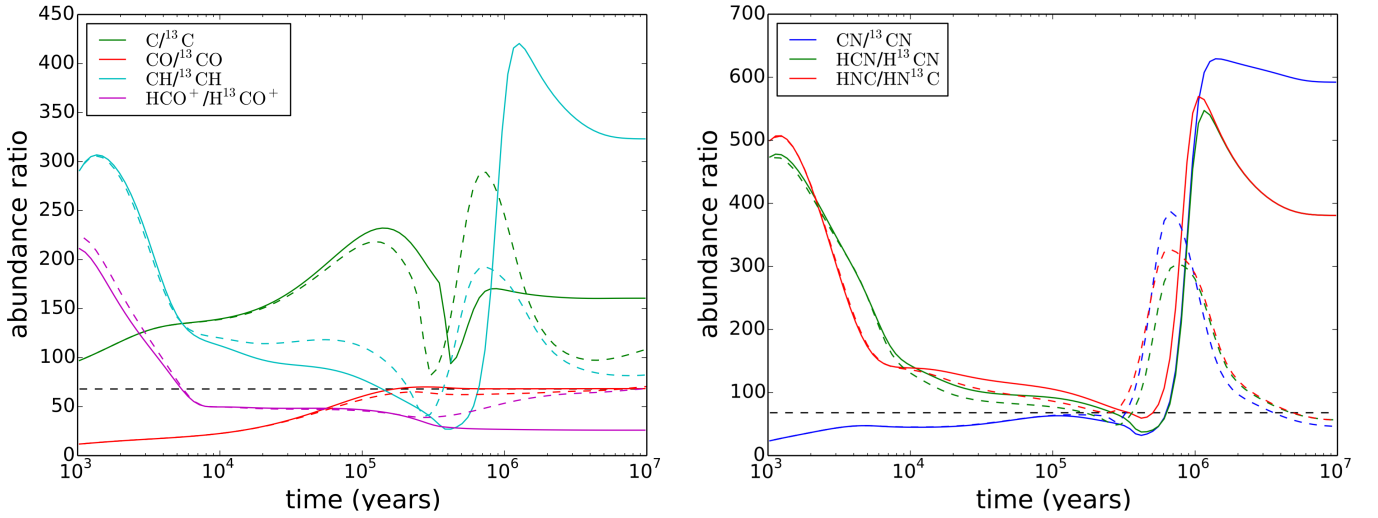 450
400
350
300
250
200
150
100
50
0
abundance ratio
C/¹³C
CO/¹³CO
CH/¹³CH
HCO⁺/H¹³CO⁺
10³ 10⁴ 10⁵ 10⁶ 10⁷
time (years)
700
600
500
400
300
200
100
0
abundance ratio
CN/¹³CN
HCN/H¹³CN
HNC/HN¹³C
10³ 10⁴ 10⁵ 10⁶ 10⁷
time (years)